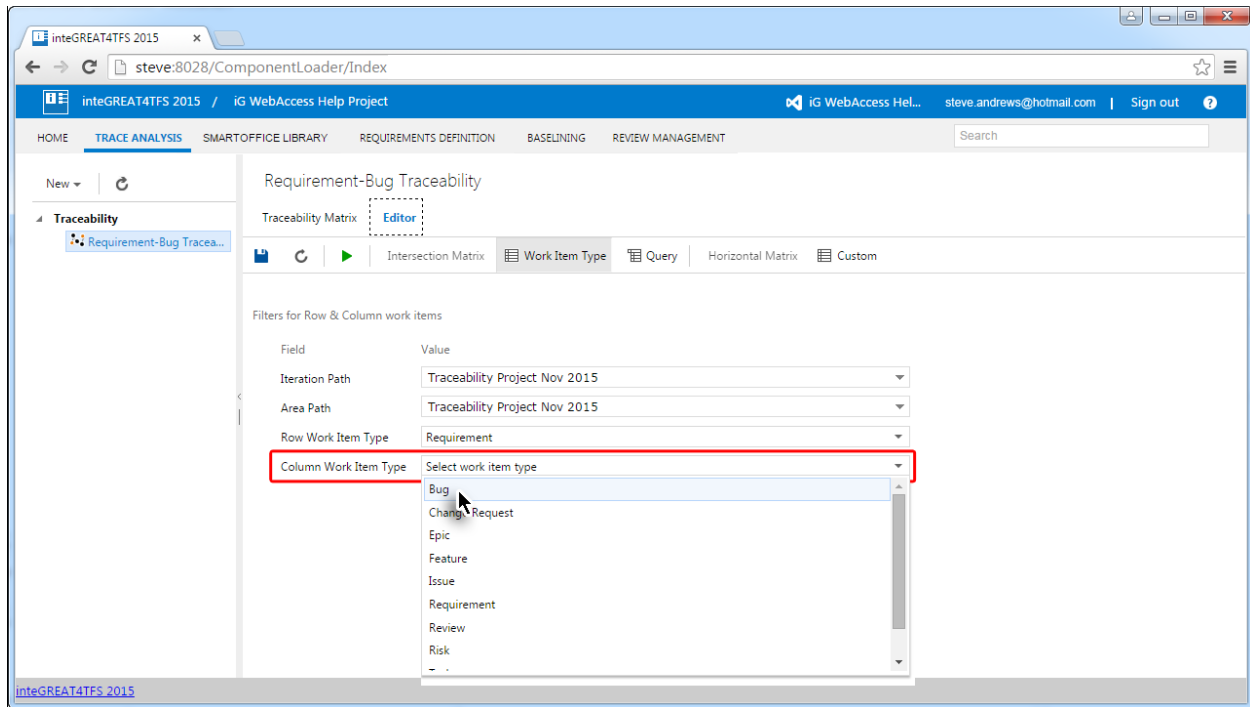 inteGREAT4TFS 2015
steve:8028/ComponentLoader/Index
inteGREAT4TFS 2015 / iG WebAccess Help Project iG WebAccess Hel... steve.andrews@hotmail.com | Sign out ?
HOME TRACE ANALYSIS SMARTOFFICE LIBRARY REQUIREMENTS DEFINITION BASELINING REVIEW MANAGEMENT Search
New
Requirement-Bug Traceability
Traceability
Traceability Matrix Editor
Requirement-Bug Tracea...
Intersection Matrix Work Item Type Query Horizontal Matrix Custom
Filters for Row & Column work items
Field Value
Iteration Path Traceability Project Nov 2015
Area Path Traceability Project Nov 2015
Row Work Item Type Requirement
Column Work Item Type Select work item type
Bug
Change Request
Epic
Feature
Issue
Requirement
Review
Risk
inteGREAT4TFS 2015